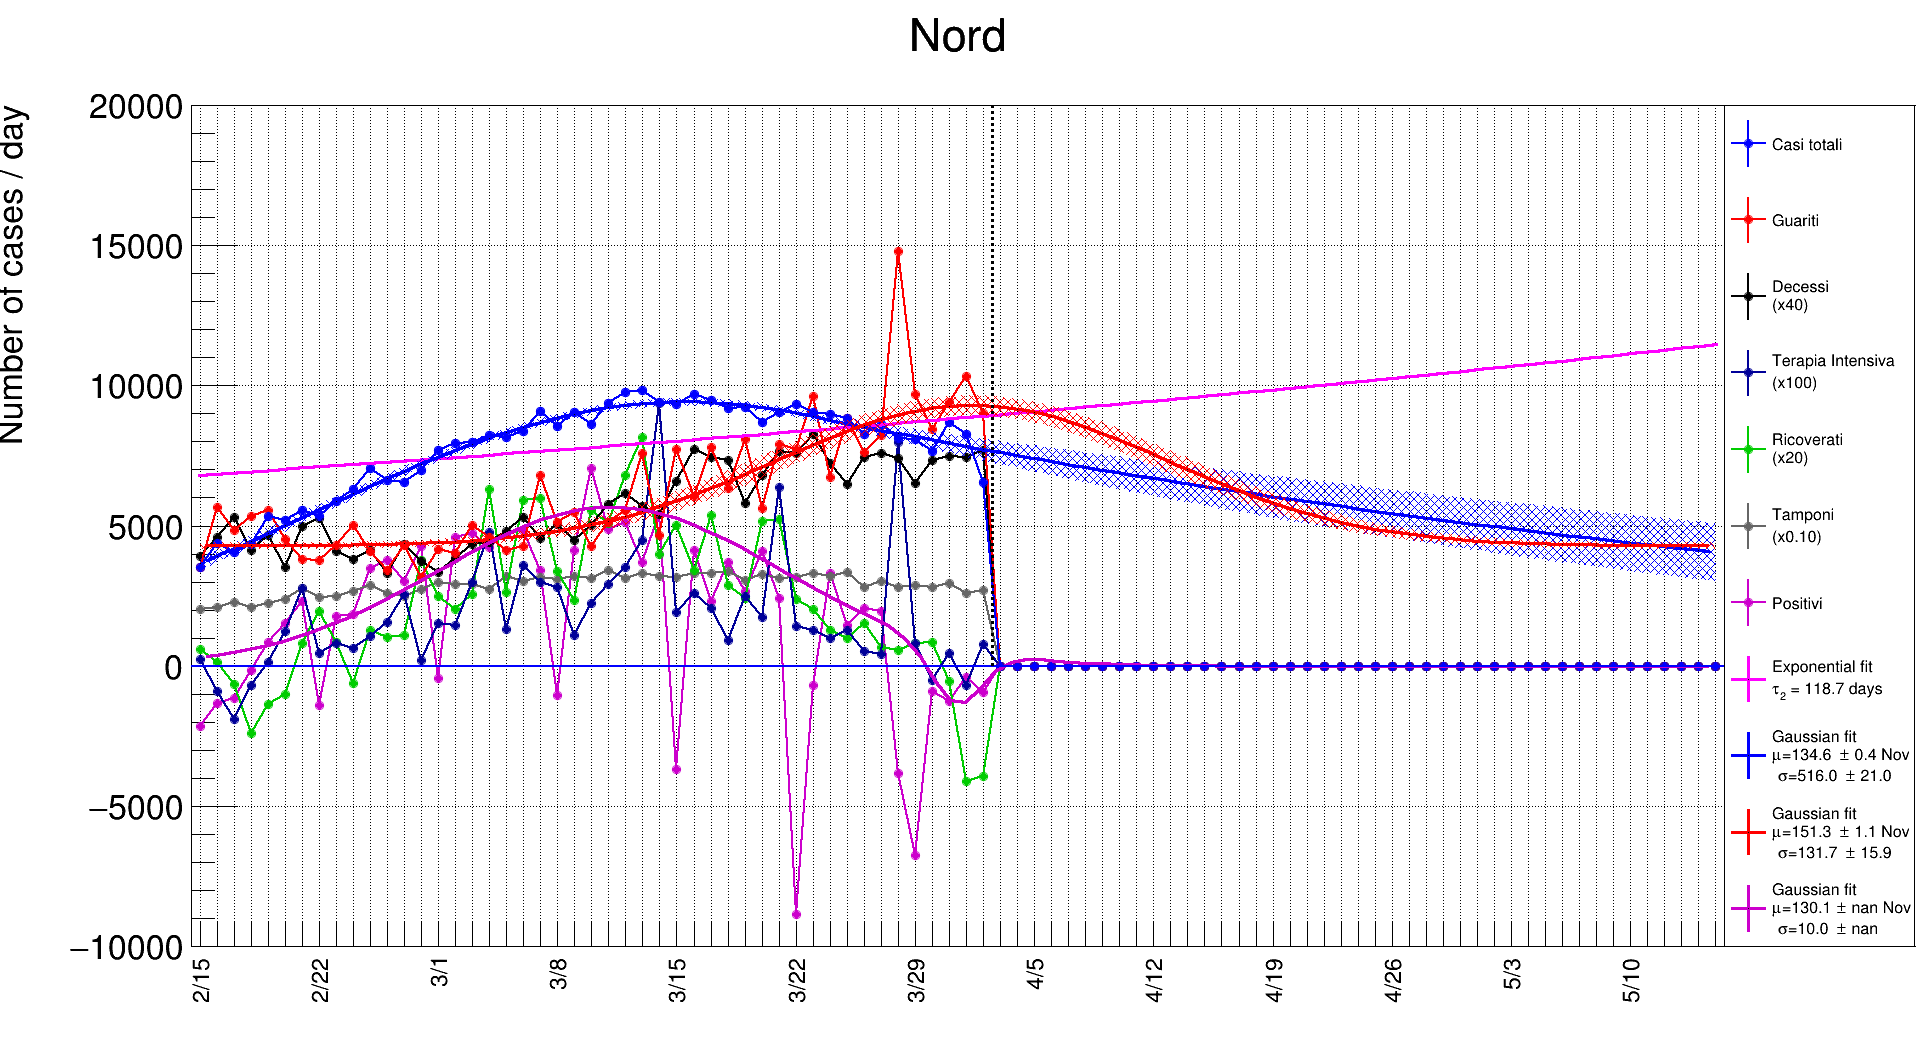 Nord
Number of cases / day
20000
15000
10000
5000
0
−5000
−10000
2/15
2/22
3/1
3/8
3/15
3/22
3/29
4/5
4/12
4/19
4/26
5/3
5/10
Casi totali
Guariti
Decessi
(x40)
Terapia Intensiva
(x100)
Ricoverati
(x20)
Tamponi
(x0.10)
Positivi
Exponential fit
τ2 = 118.7 days
Gaussian fit
μ=134.6 ± 0.4 Nov
σ=516.0 ± 21.0
Gaussian fit
μ=151.3 ± 1.1 Nov
σ=131.7 ± 15.9
Gaussian fit
μ=130.1 ± nan Nov
σ=10.0 ± nan